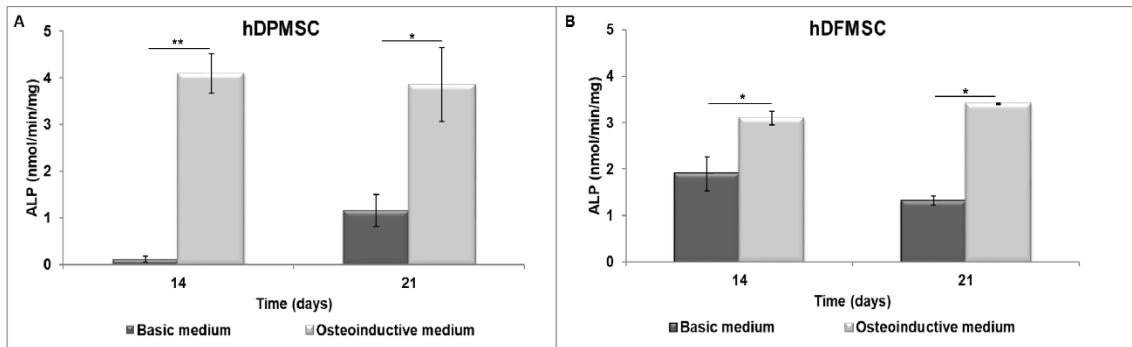 A
hDPMSC
ALP (nmol/min/mg)
5
4
3
2
1
0
**
*
14
21
Time (days)
Basic medium
Osteoinductive medium
B
hDFMSC
ALP (nmol/min/mg)
5
4
3
2
1
0
*
*
14
21
Time (days)
Basic medium
Osteoinductive medium